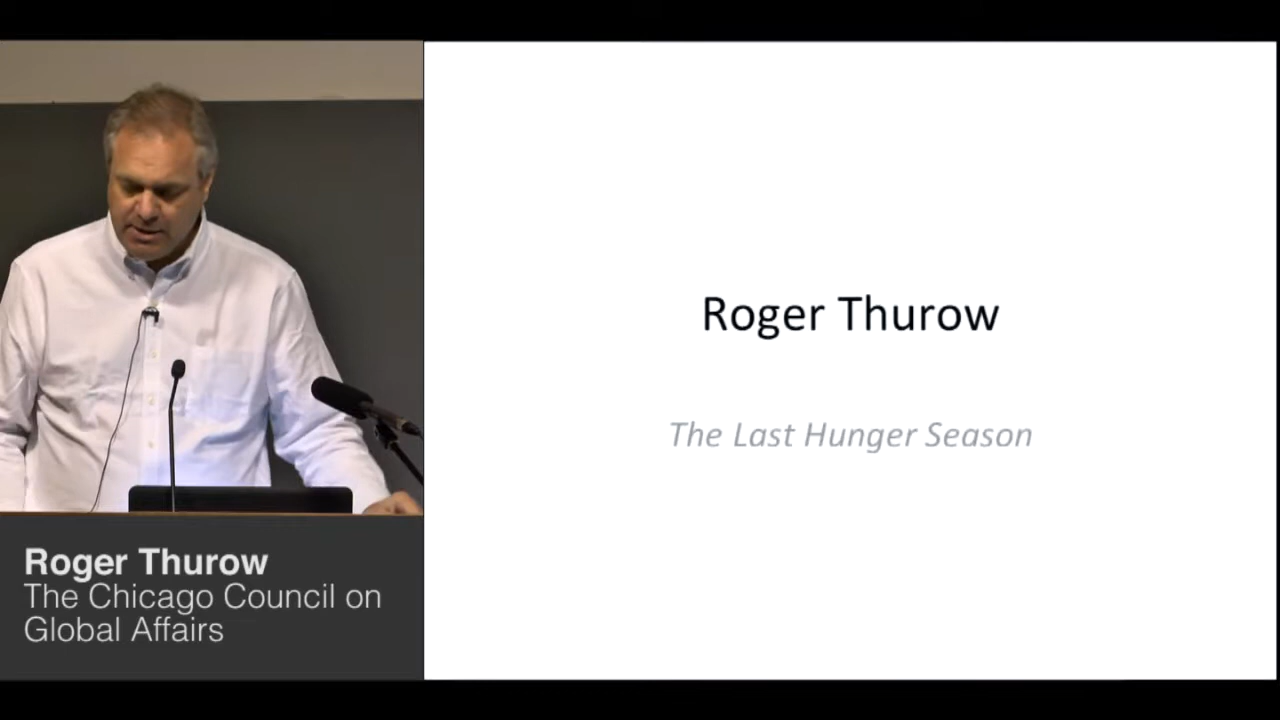 Roger Thurow
The Last Hunger Season
Roger Thurow
The Chicago Council on
Global Affairs